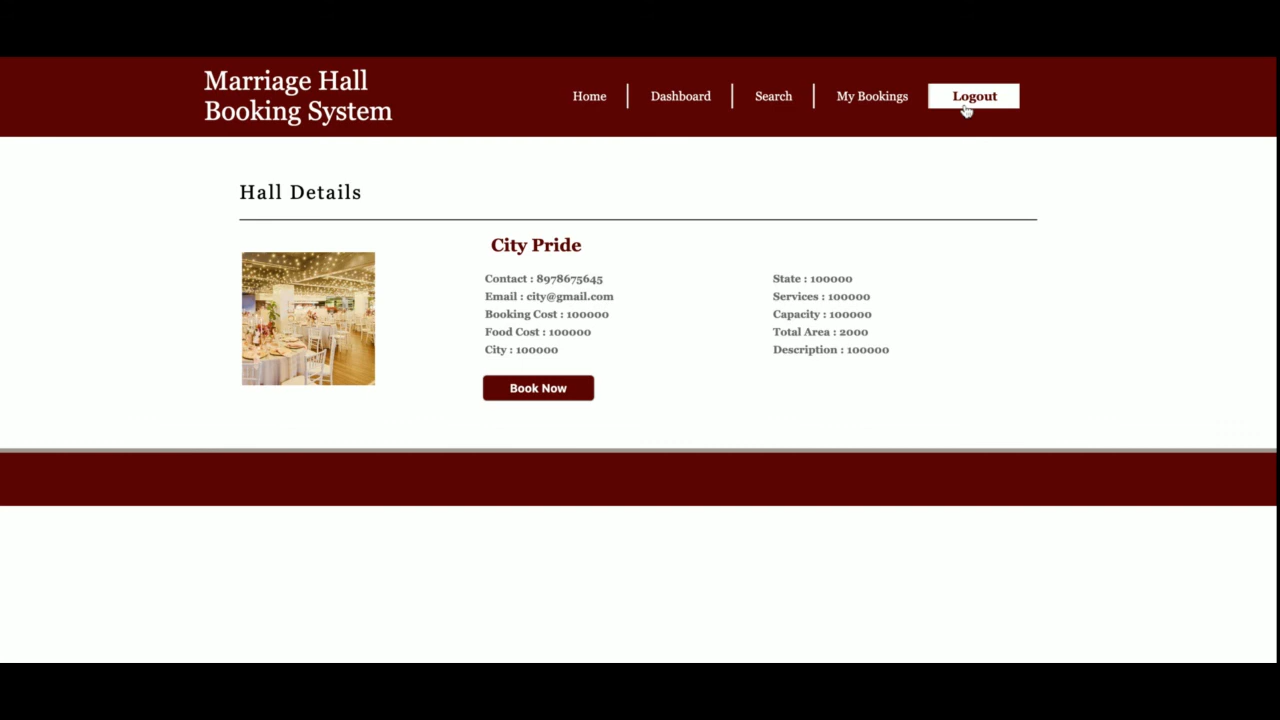 Marriage Hall
Booking System
Home
Dashboard
Search
My Bookings
Logout
Hall Details
City Pride
Contact : 8978675645
Email : city@gmail.com
Booking Cost : 100000
Food Cost : 100000
City : 100000
State : 100000
Services : 100000
Capacity : 100000
Total Area : 2000
Description : 100000
Book Now